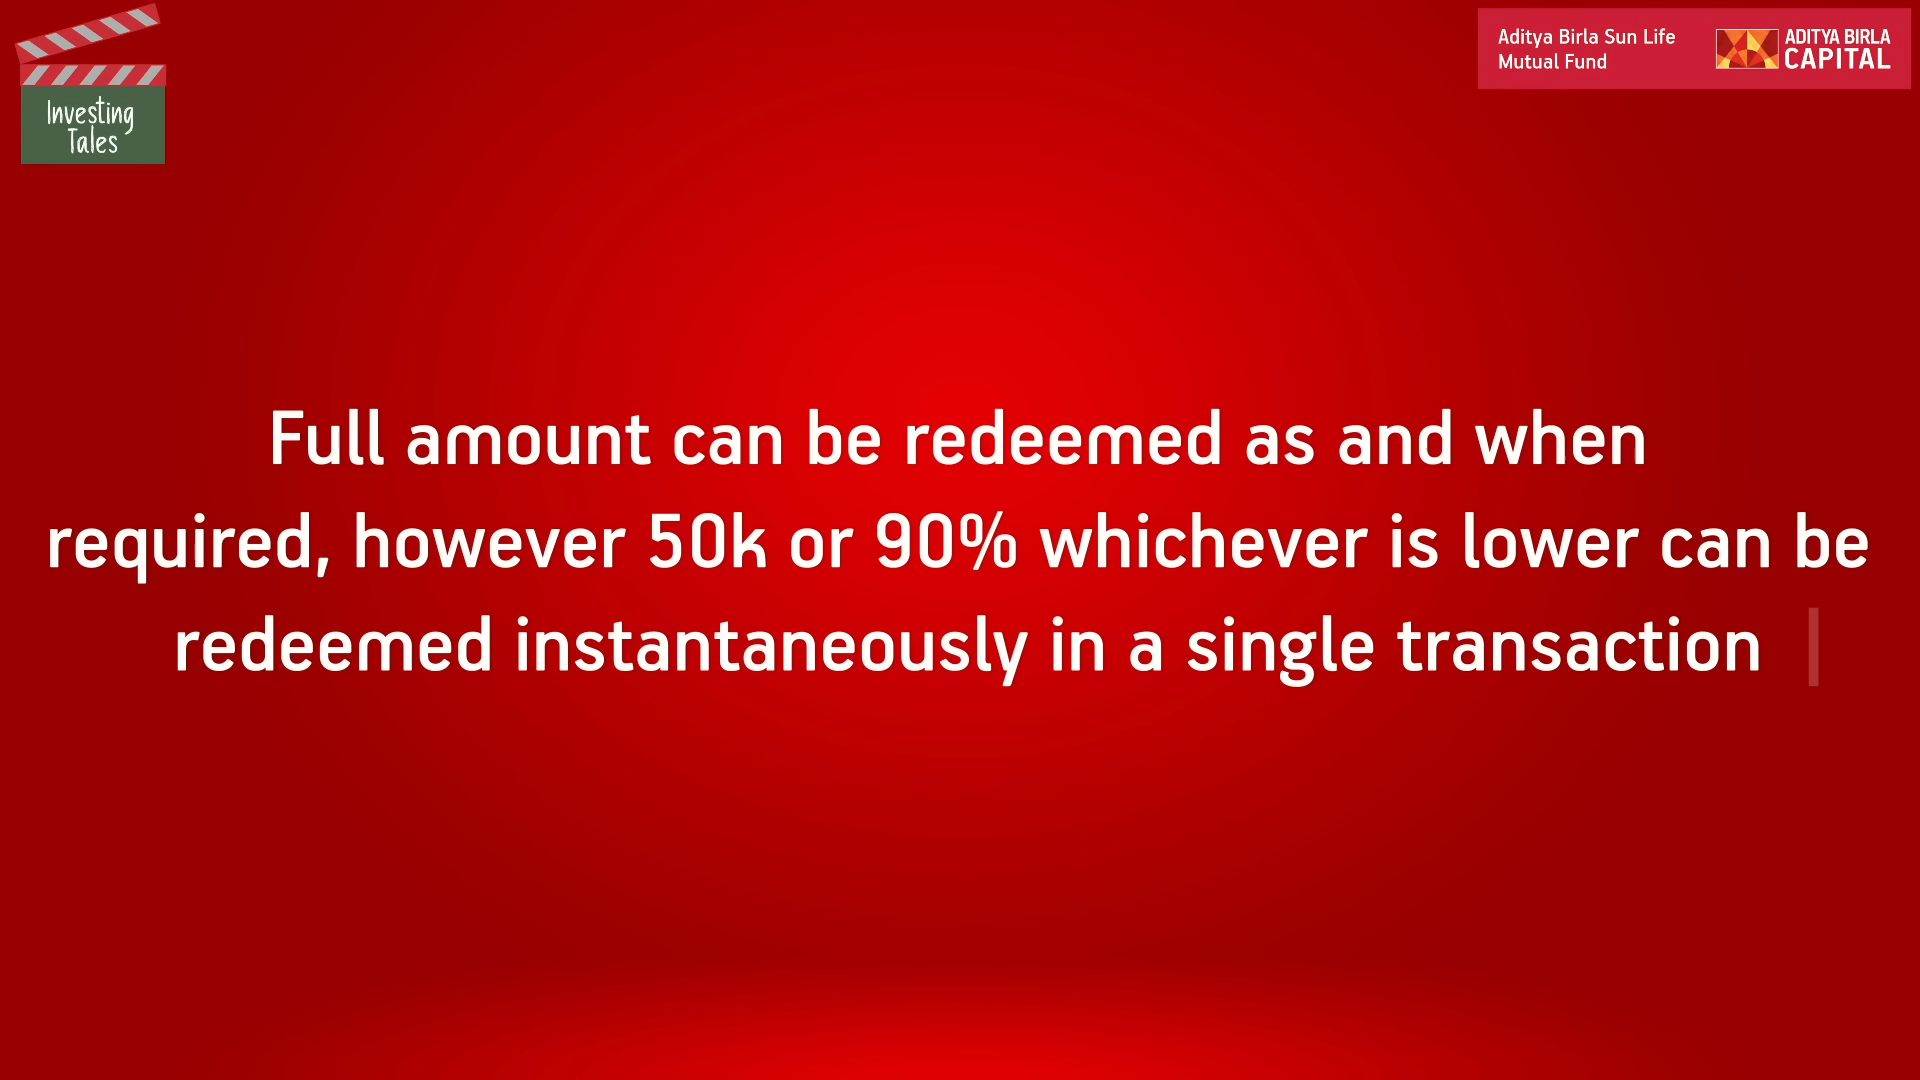 Investing
Tales
Aditya Birla Sun Life
Mutual Fund
ADITYA BIRLA
CAPITAL
Full amount can be redeemed as and when
required, however 50k or 90% whichever is lower can be
redeemed instantaneously in a single transaction